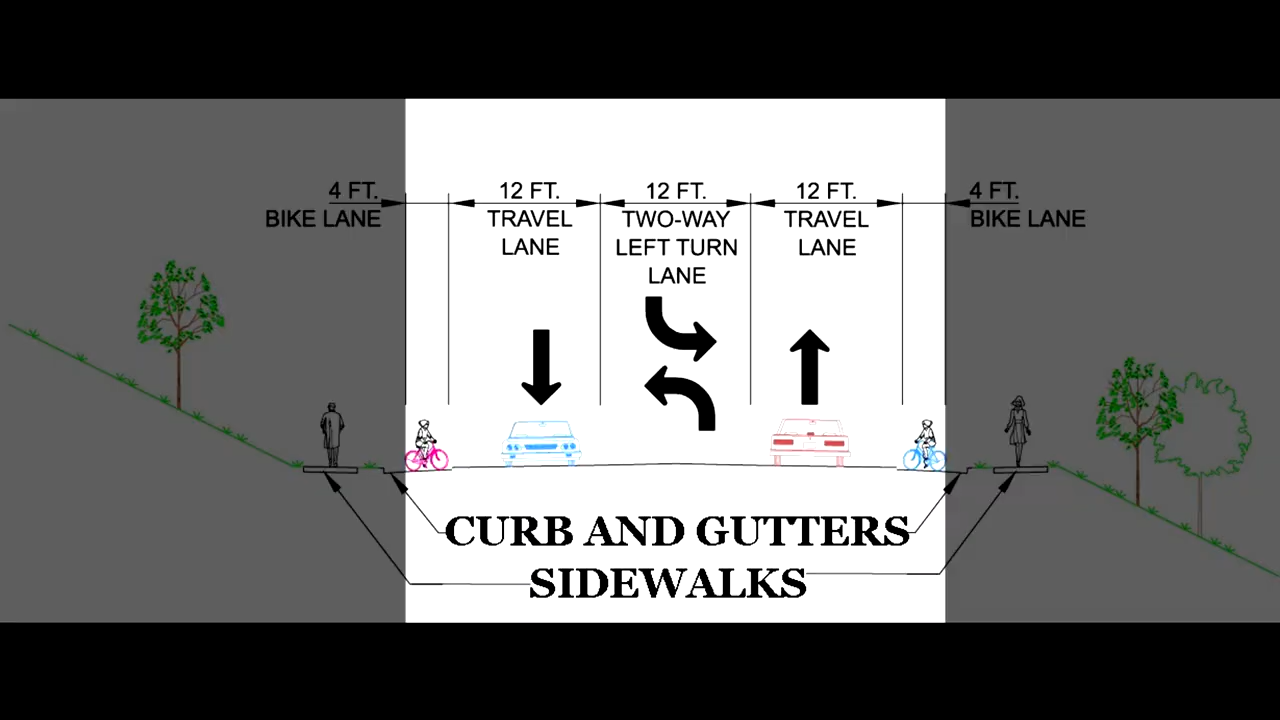 4 FT.
BIKE LANE
12 FT.
TRAVEL
LANE
12 FT.
TWO-WAY
LEFT TURN
LANE
12 FT.
TRAVEL
LANE
4 FT.
BIKE LANE
CURB AND GUTTERS
SIDEWALKS